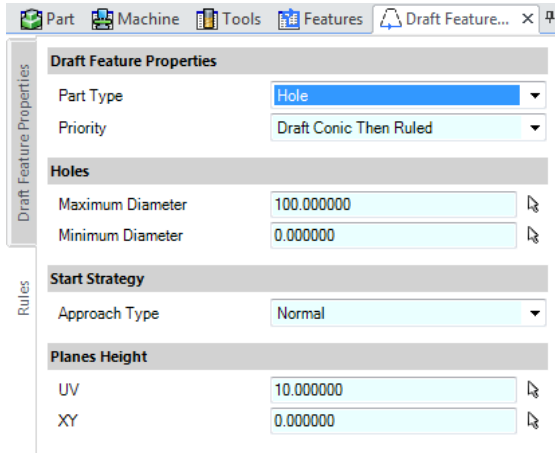 Part Machine Tools Features Draft Feature...
Draft Feature Properties
Rules
Draft Feature Properties
Part Type Hole
Priority Draft Conic Then Ruled
Holes
Maximum Diameter 100.000000
Minimum Diameter 0.000000
Start Strategy
Approach Type Normal
Planes Height
UV 10.000000
XY 0.000000